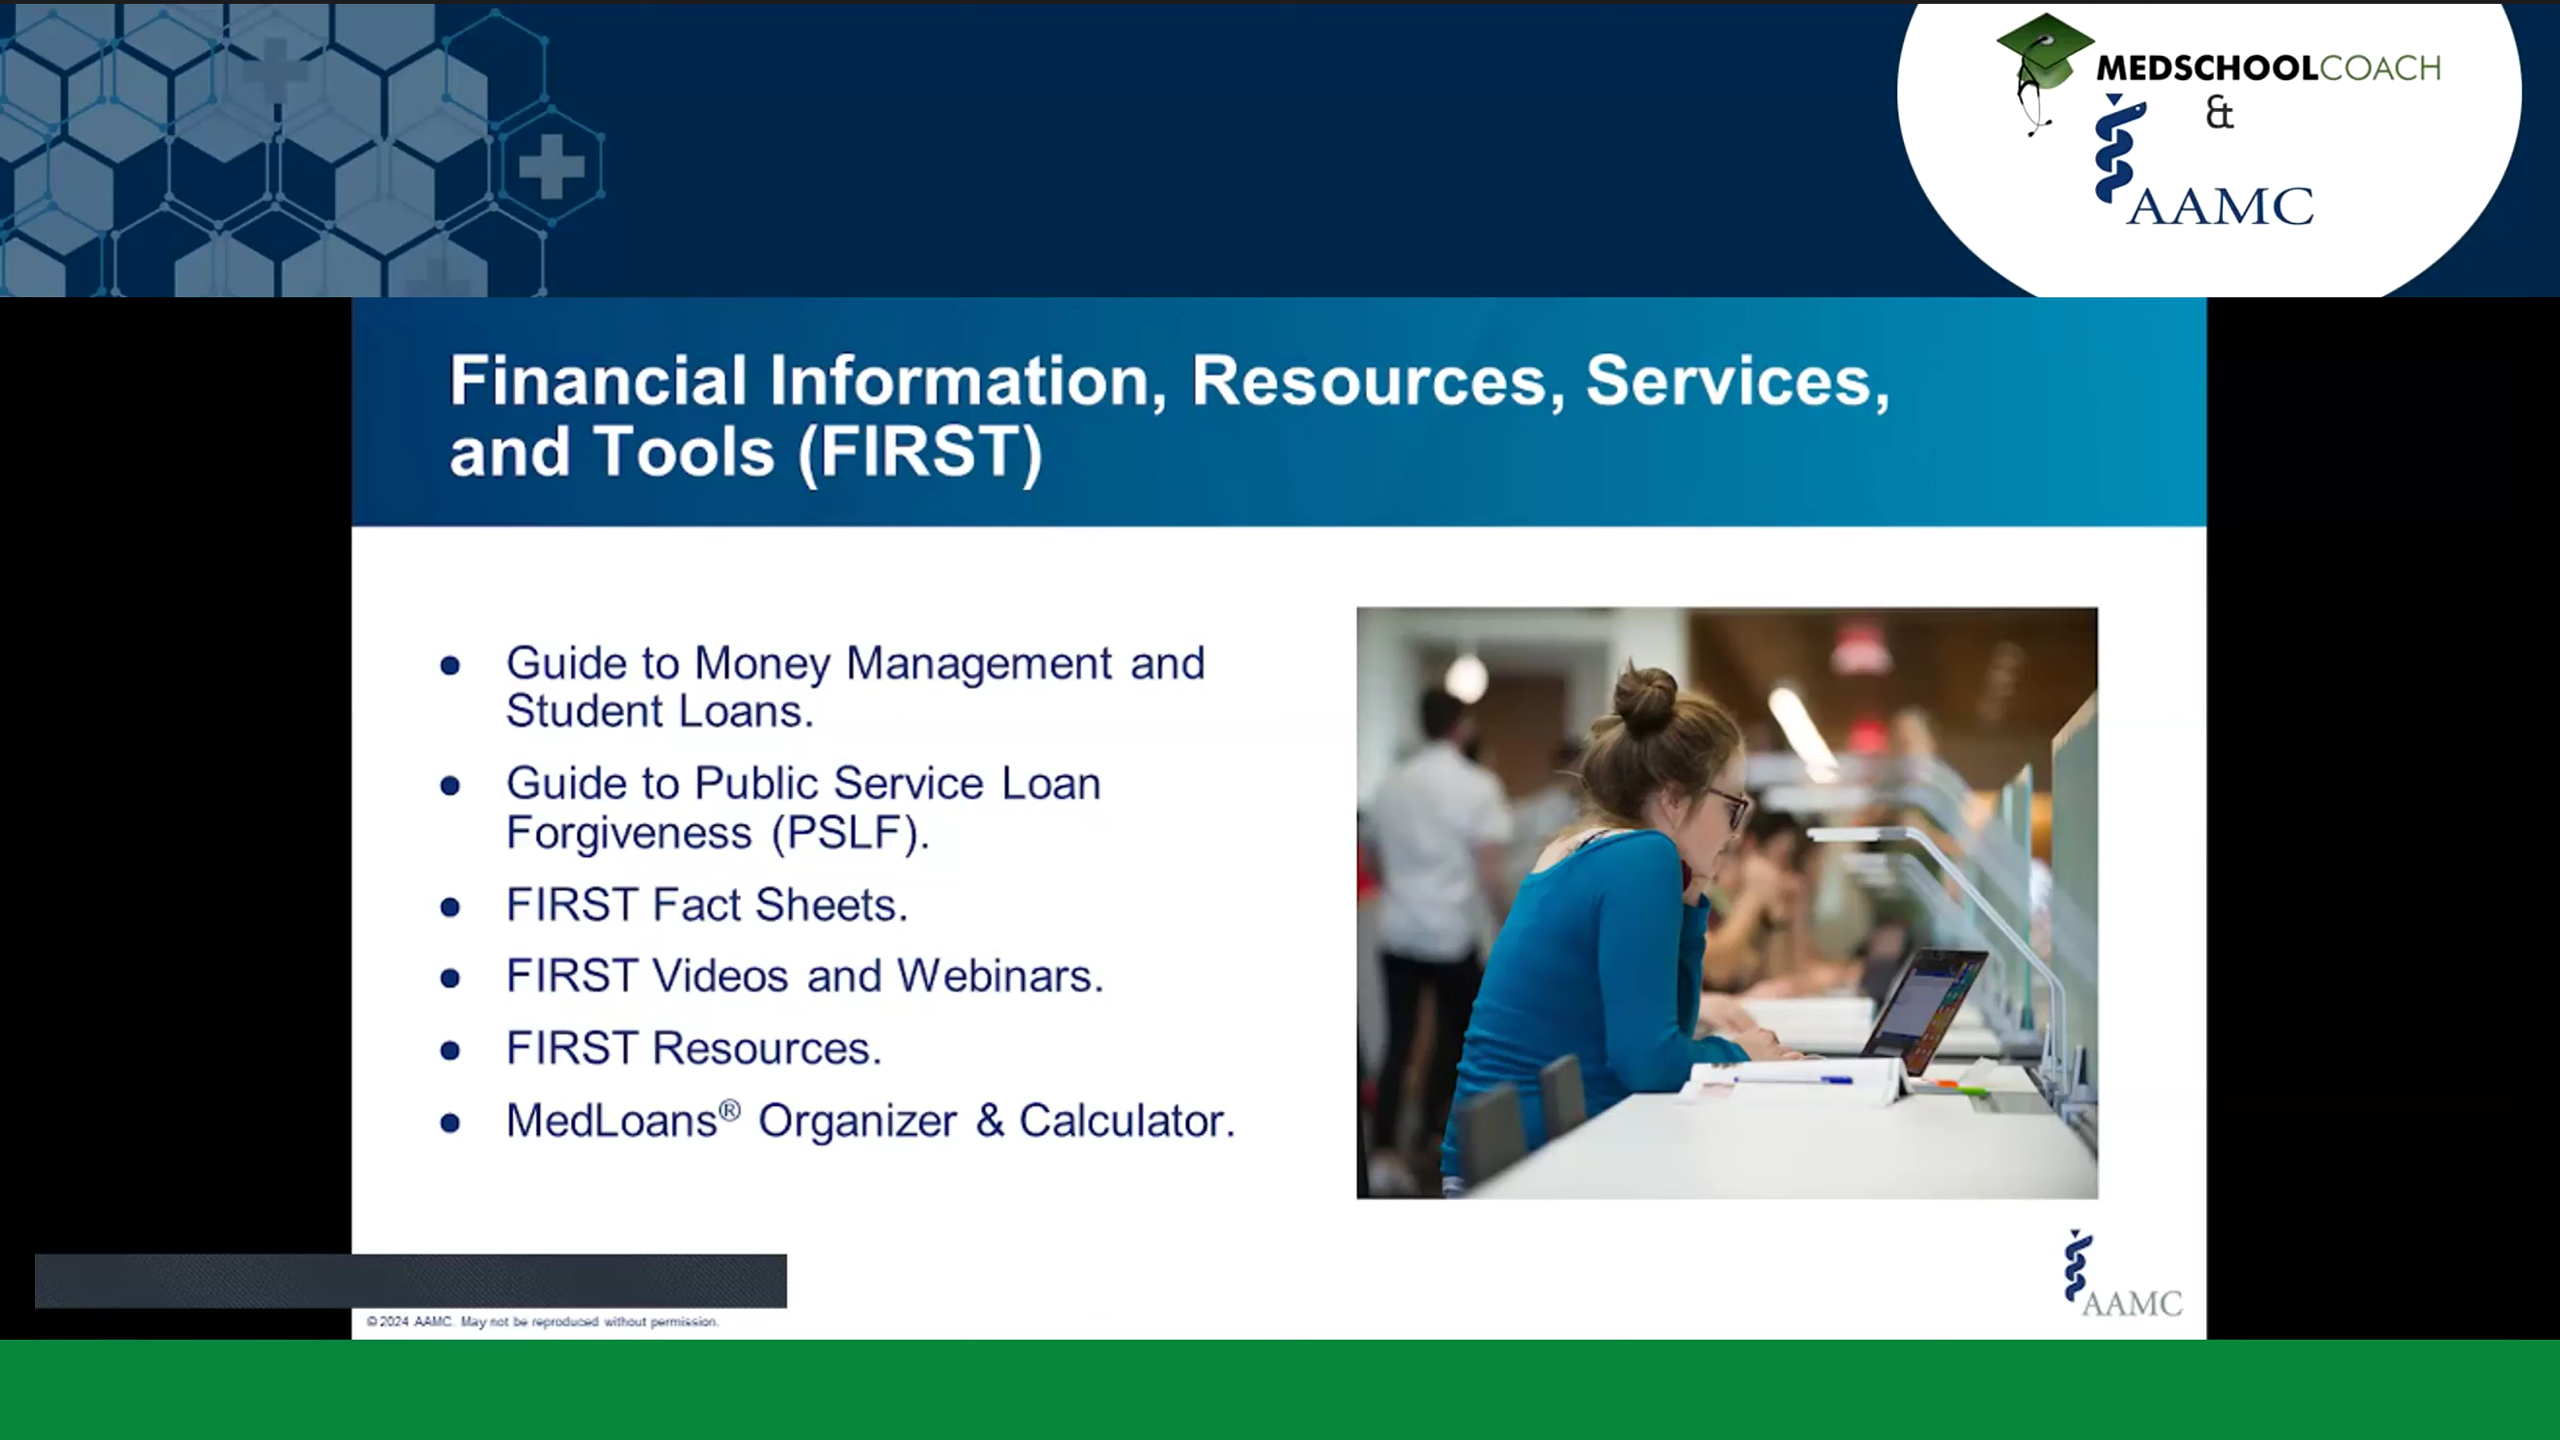 MEDSCHOOLCOACH
&
AAMC
Financial Information, Resources, Services,
and Tools (FIRST)
● Guide to Money Management and
Student Loans.
● Guide to Public Service Loan
Forgiveness (PSLF).
● FIRST Fact Sheets.
● FIRST Videos and Webinars.
● FIRST Resources.
● MedLoans® Organizer & Calculator.
AAMC
© 2024 AAMC. May not be reproduced without permission.